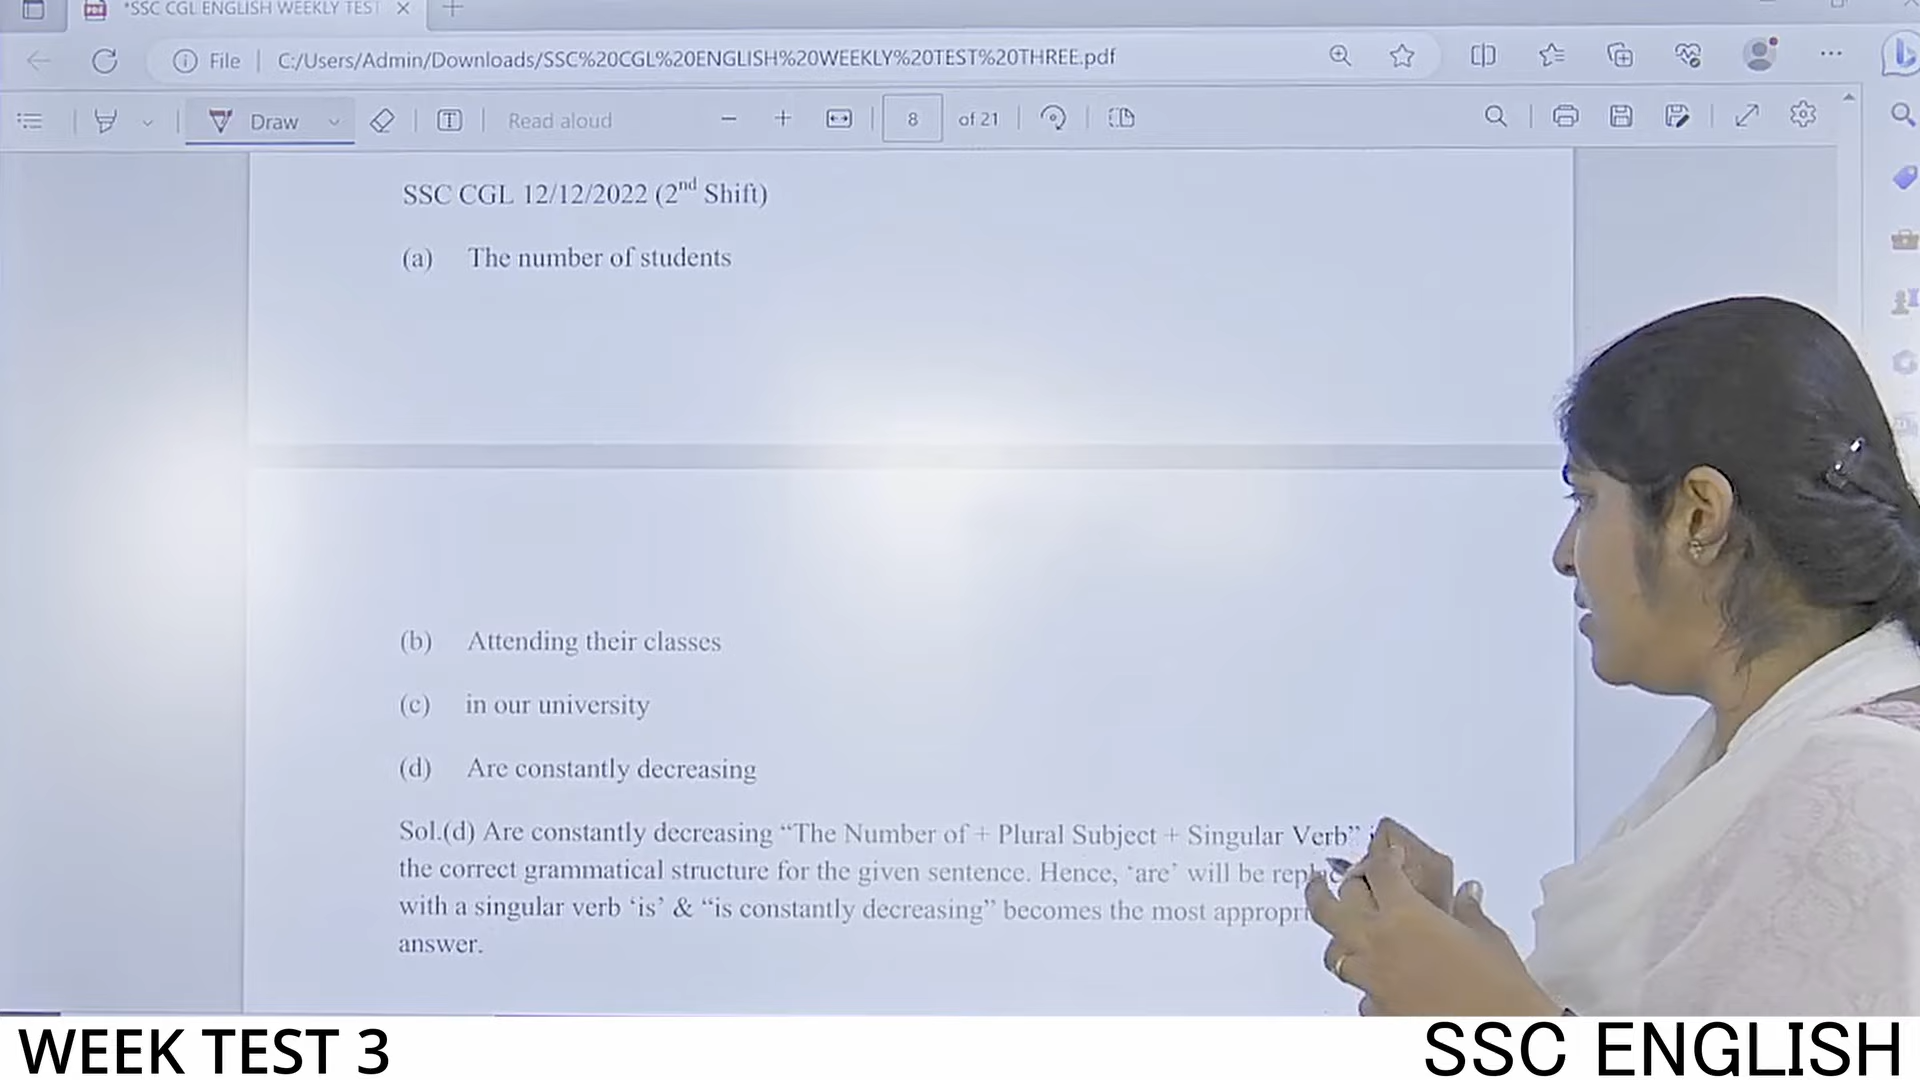 *SSC CGL ENGLISH WEEKLY TEST
File
C:/Users/Admin/Downloads/SSC%20CGL%20ENGLISH%20WEEKLY%20TEST%20THREE.pdf
Draw
Read aloud
8
of 21
SSC CGL 12/12/2022 (2nd Shift)
(a) The number of students
(b) Attending their classes
(c) in our university
(d) Are constantly decreasing
Sol.(d) Are constantly decreasing “The Number of + Plural Subject + Singular Verb”
the correct grammatical structure for the given sentence. Hence, ‘are’ will be
with a singular verb ‘is’ & “is constantly decreasing” becomes the most
answer.
WEEK TEST 3
SSC ENGLISH